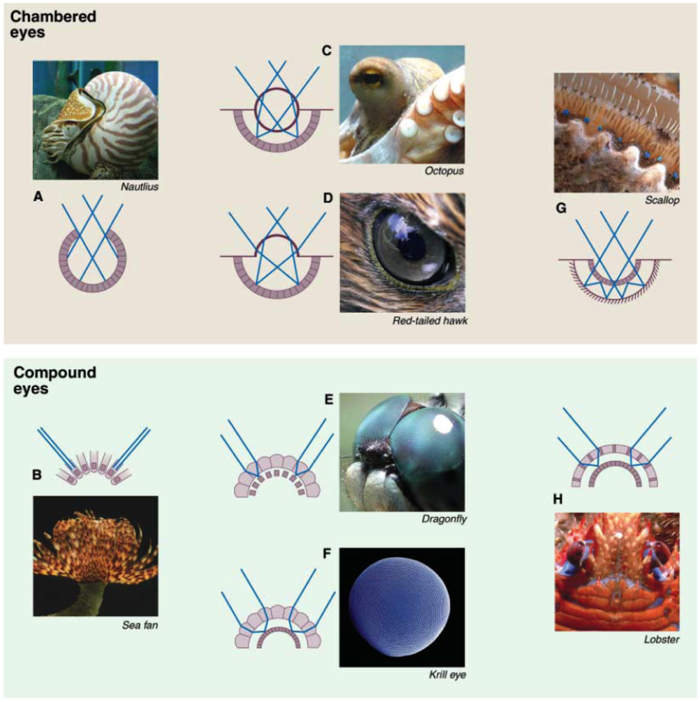 Chambered
eyes
C
Nautlius
Octopus
Scallop
A
D
G
Red-tailed hawk
Compound
eyes
E
B
Dragonfly
H
F
Sea fan
Lobster
Krill eye